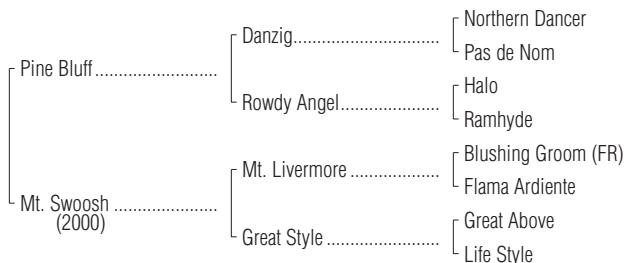 Northern Dancer
Danzig..............................
Pas de Nom
Pine Bluff..........................
Halo
Rowdy Angel.....................
Ramhyde
Blushing Groom (FR)
Mt. Livermore ...................
Flama Ardiente
Mt. Swoosh ......................
(2000)
Great Above
Great Style ........................
Life Style